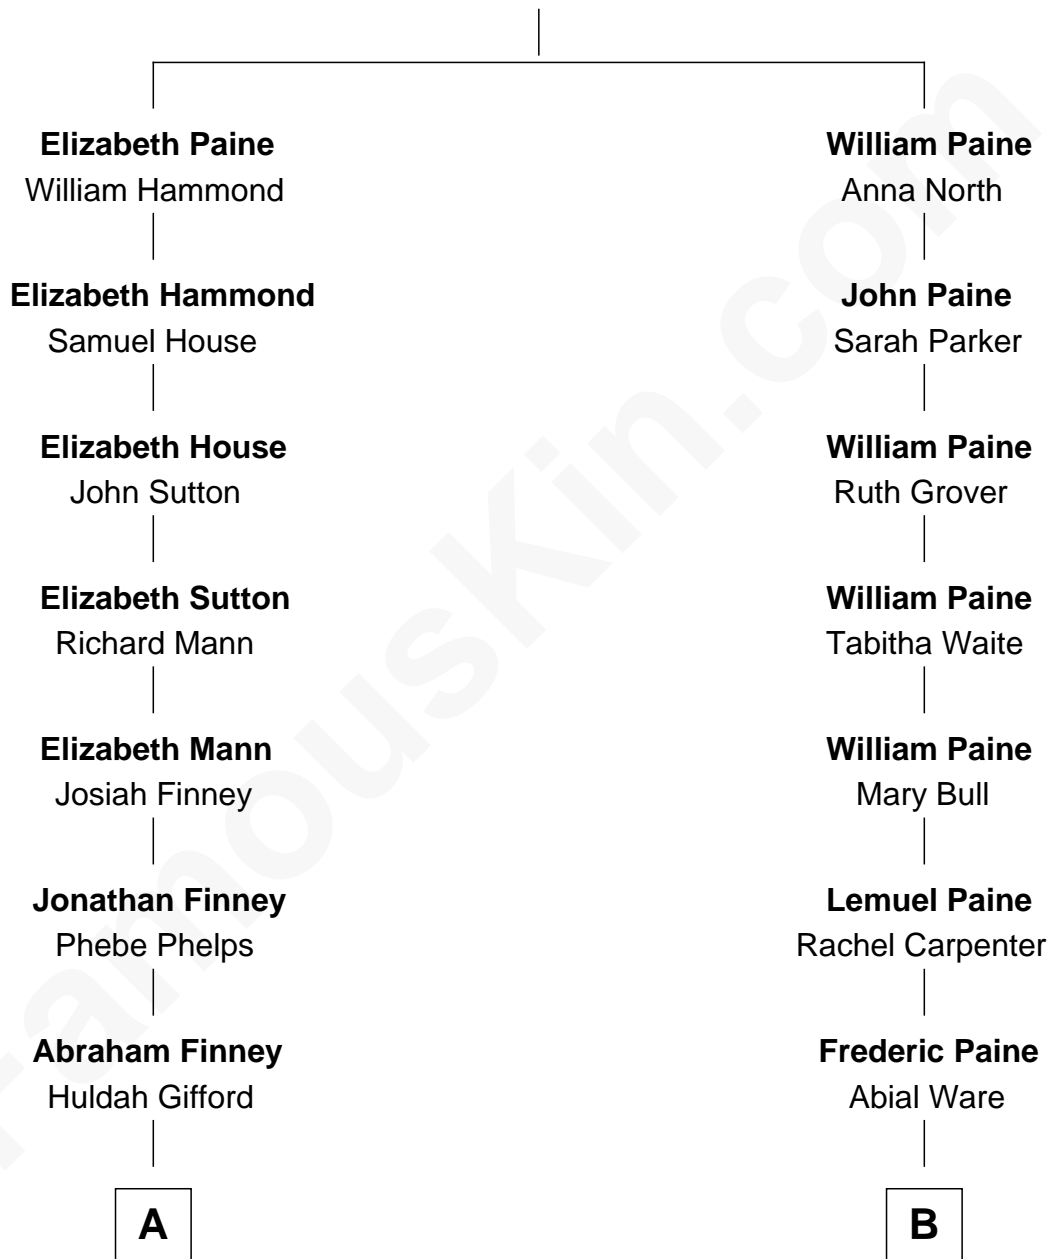 Elizabeth Paine
William Hammond
Elizabeth Hammond
Samuel House
Elizabeth House
John Sutton
Elizabeth Sutton
Richard Mann
Elizabeth Mann
Josiah Finney
Jonathan Finney
Phebe Phelps
Abraham Finney
Huldah Gifford
A
William Paine
Anna North
John Paine
Sarah Parker
William Paine
Ruth Grover
William Paine
Tabitha Waite
William Paine
Mary Bull
Lemuel Paine
Rachel Carpenter
Frederic Paine
Abial Ware
B
FamousKin.com